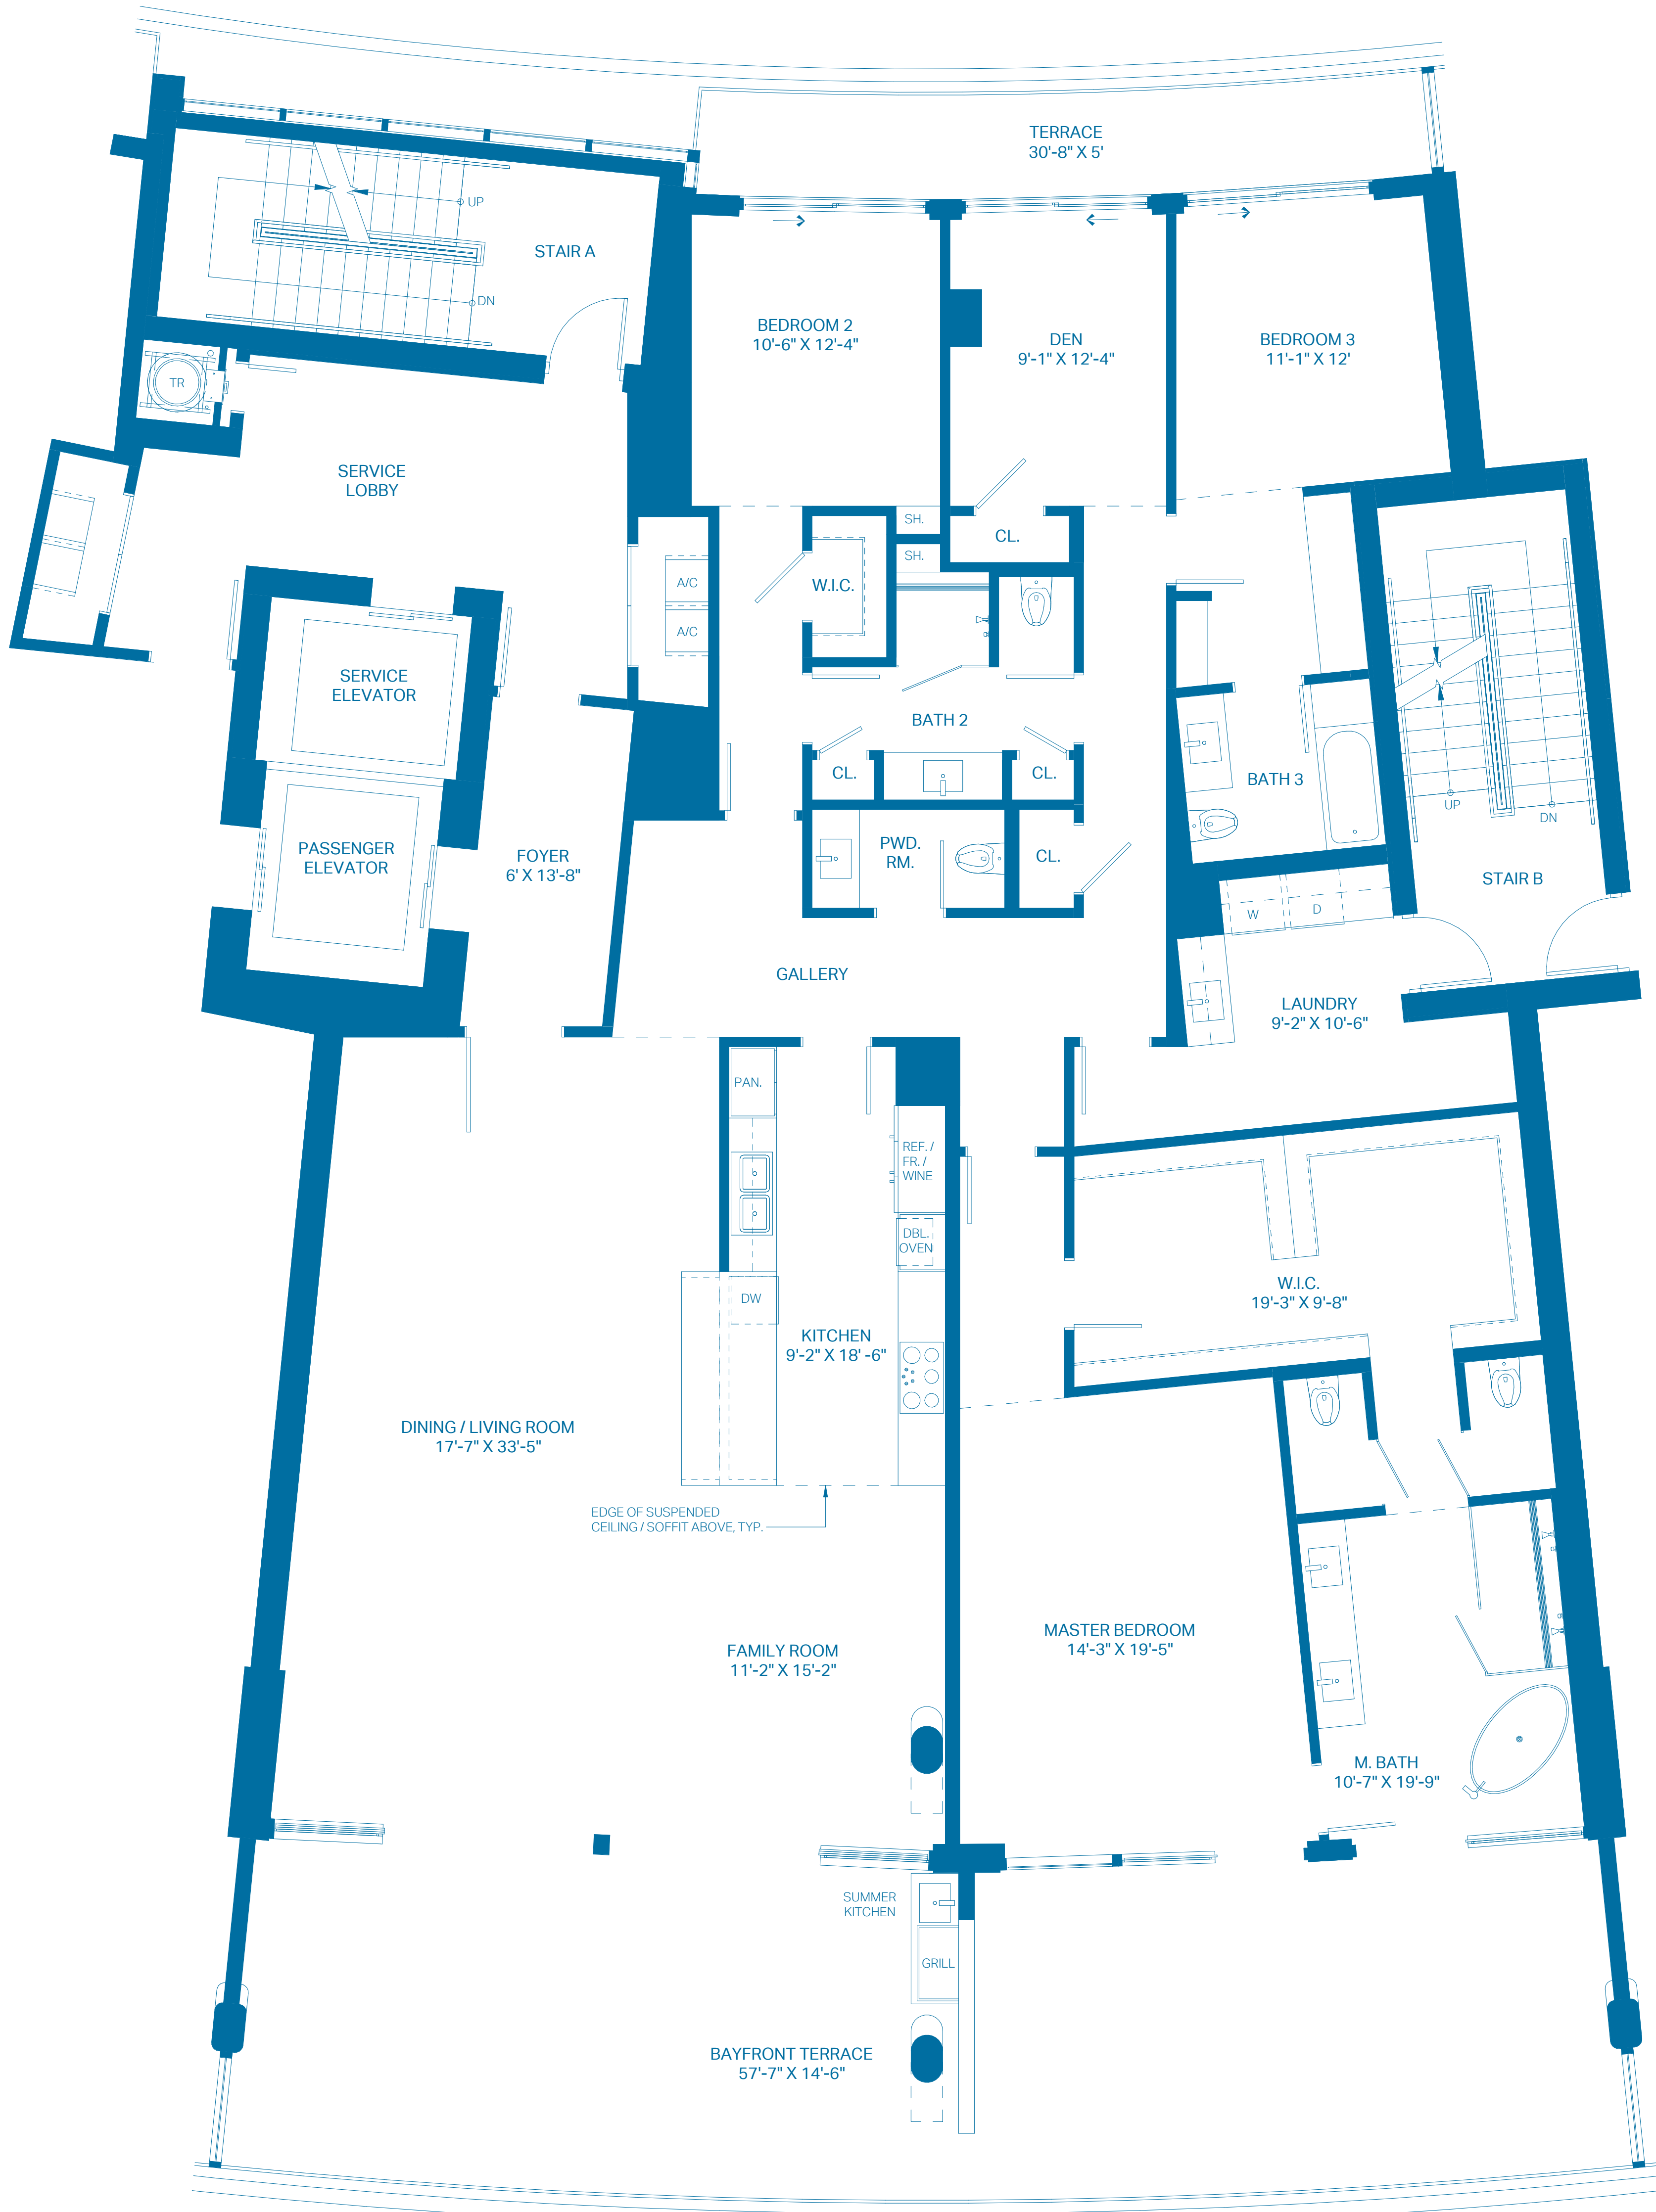 TERRACE
30'-8" X 5'
UP
STAIR A
DN
BEDROOM 2
10'-6" X 12'-4"
DEN
9'-1" X 12'-4"
BEDROOM 3
11'-1" X 12'
TR
SERVICE
LOBBY
SH.
SH.
CL.
A/C
A/C
W.I.C.
SERVICE
ELEVATOR
BATH 2
CL.
CL.
BATH 3
UP
DN
PASSENGER
ELEVATOR
FOYER
6' X 13'-8"
PWD.
RM.
CL.
STAIR B
W
D
GALLERY
LAUNDRY
9'-2" X 10'-6"
PAN.
REF. /
FR. /
WINE
DBL.
OVEN
DW
W.I.C.
19'-3" X 9'-8"
KITCHEN
9'-2" X 18' -6"
DINING / LIVING ROOM
17'-7" X 33'-5"
EDGE OF SUSPENDED
CEILING / SOFFIT ABOVE, TYP.
FAMILY ROOM
11'-2" X 15'-2"
MASTER BEDROOM
14'-3" X 19'-5"
M. BATH
10'-7" X 19'-9"
SUMMER
KITCHEN
GRILL
BAYFRONT TERRACE
57'-7" X 14'-6"